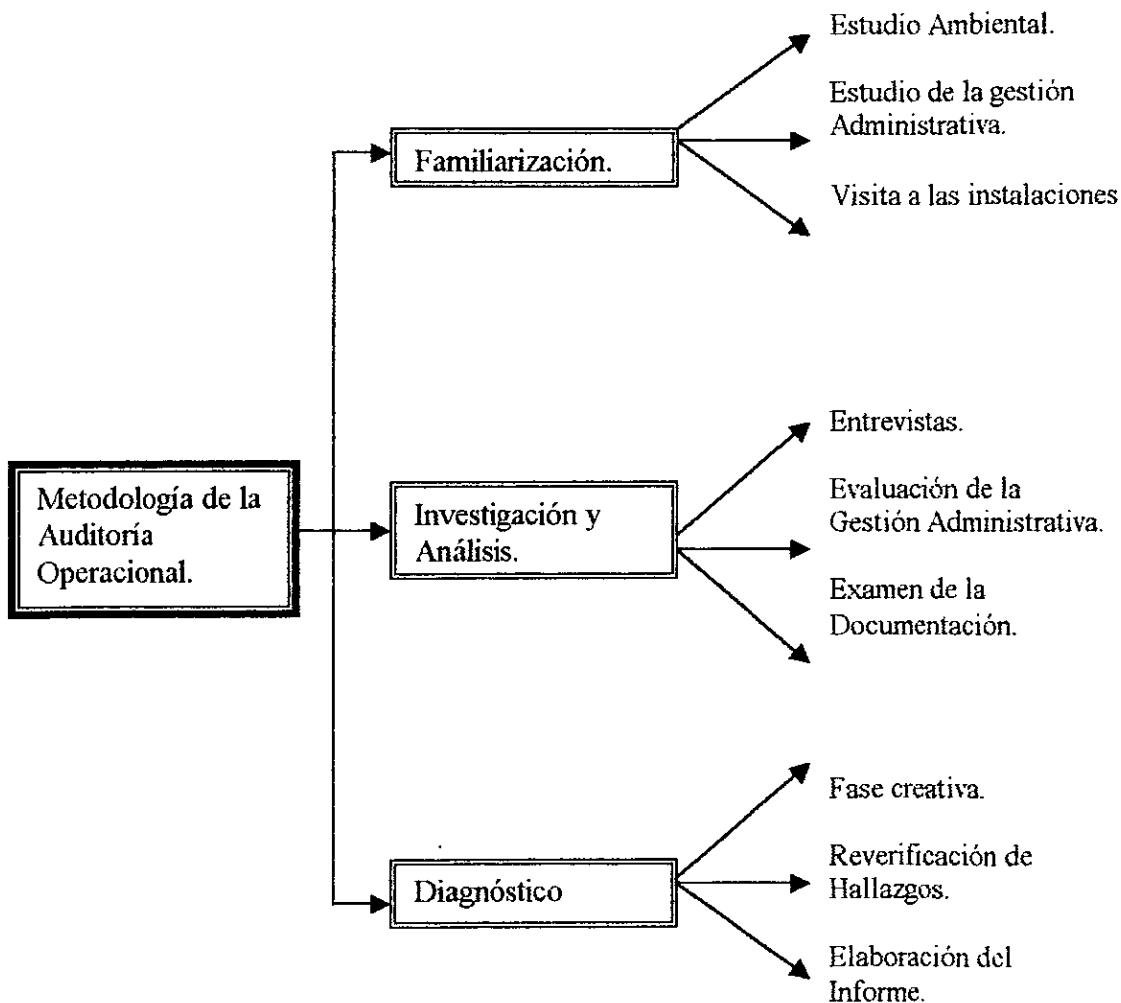 Estudio Ambiental.
Estudio de la gestión
Administrativa.
Familiarización.
Visita a las instalaciones
Entrevistas.
Metodología de la
Auditoría
Operacional.
Investigación y
Análisis.
Evaluación de la
Gestión Administrativa.
Examen de la
Documentación.
Fase creativa.
Diagnóstico
Reverificación de
Hallazgos.
Elaboración del
Informe.